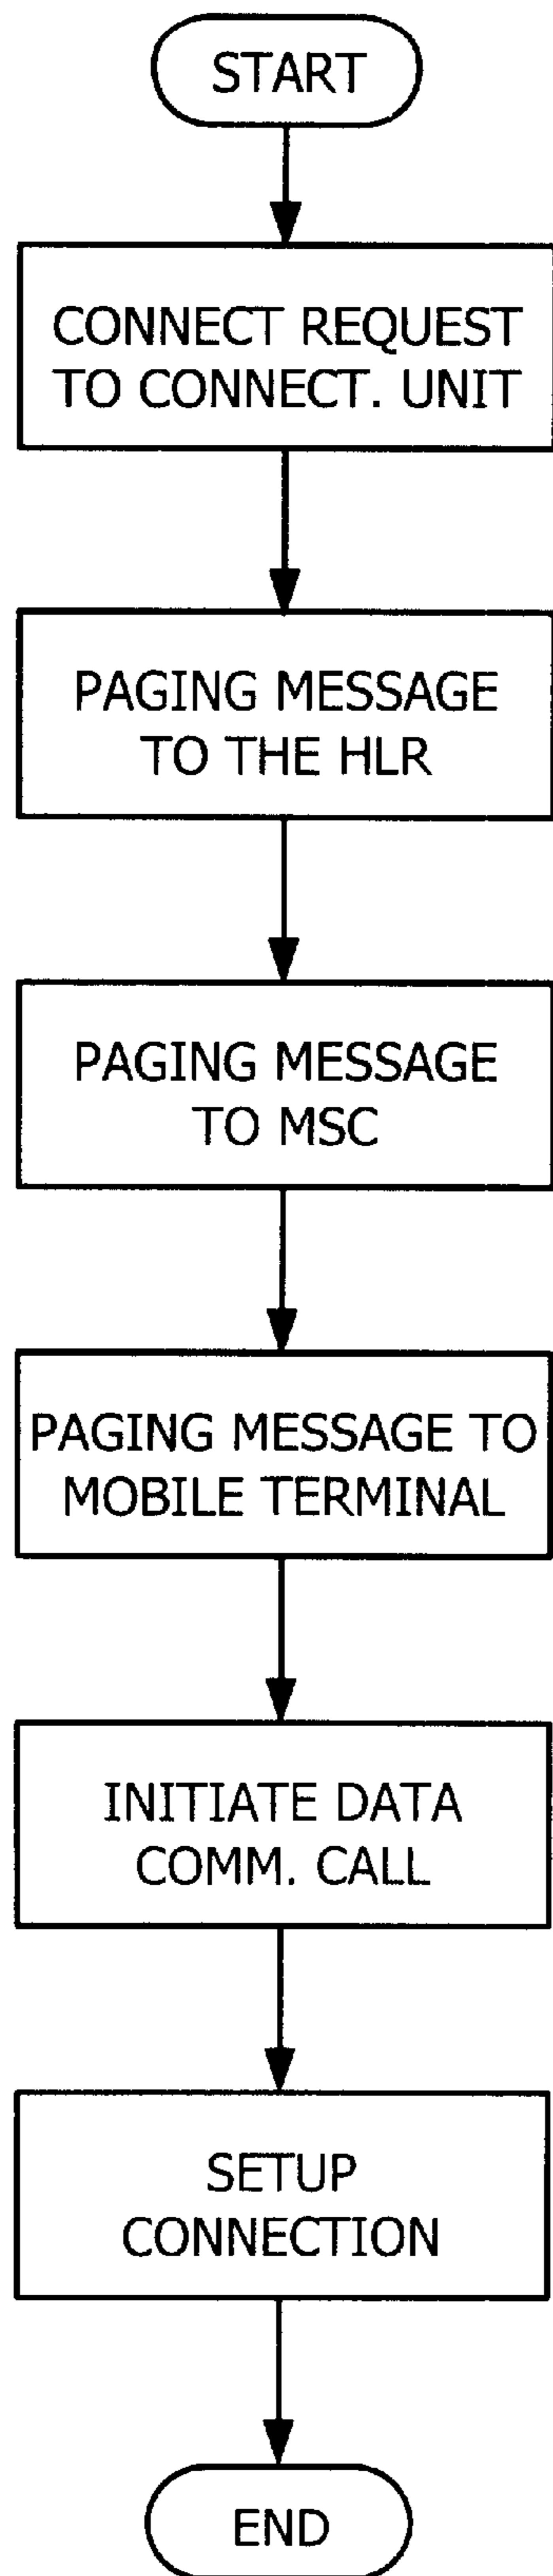 START
CONNECT REQUEST
TO CONNECT. UNIT
PAGING MESSAGE
TO THE HLR
PAGING MESSAGE
TO MSC
PAGING MESSAGE TO
MOBILE TERMINAL
INITIATE DATA
COMM. CALL
SETUP
CONNECTION
END